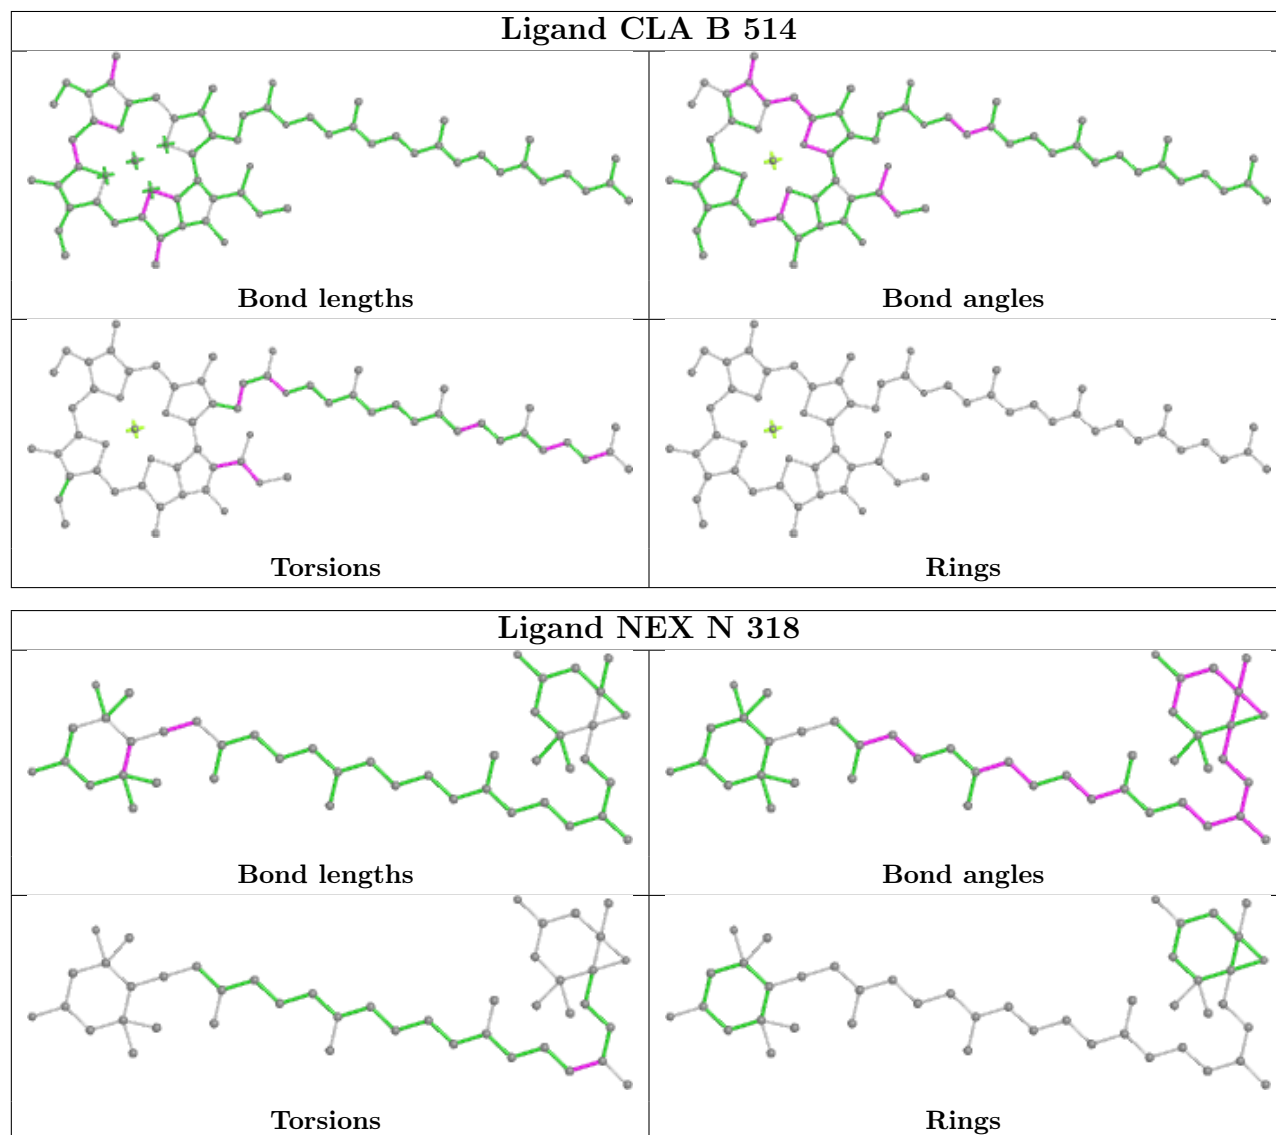 Ligand CLA B 514
Bond lengths
Bond angles
Torsions
Rings
Ligand NEX N 318
Bond lengths
Bond angles
Torsions
Rings